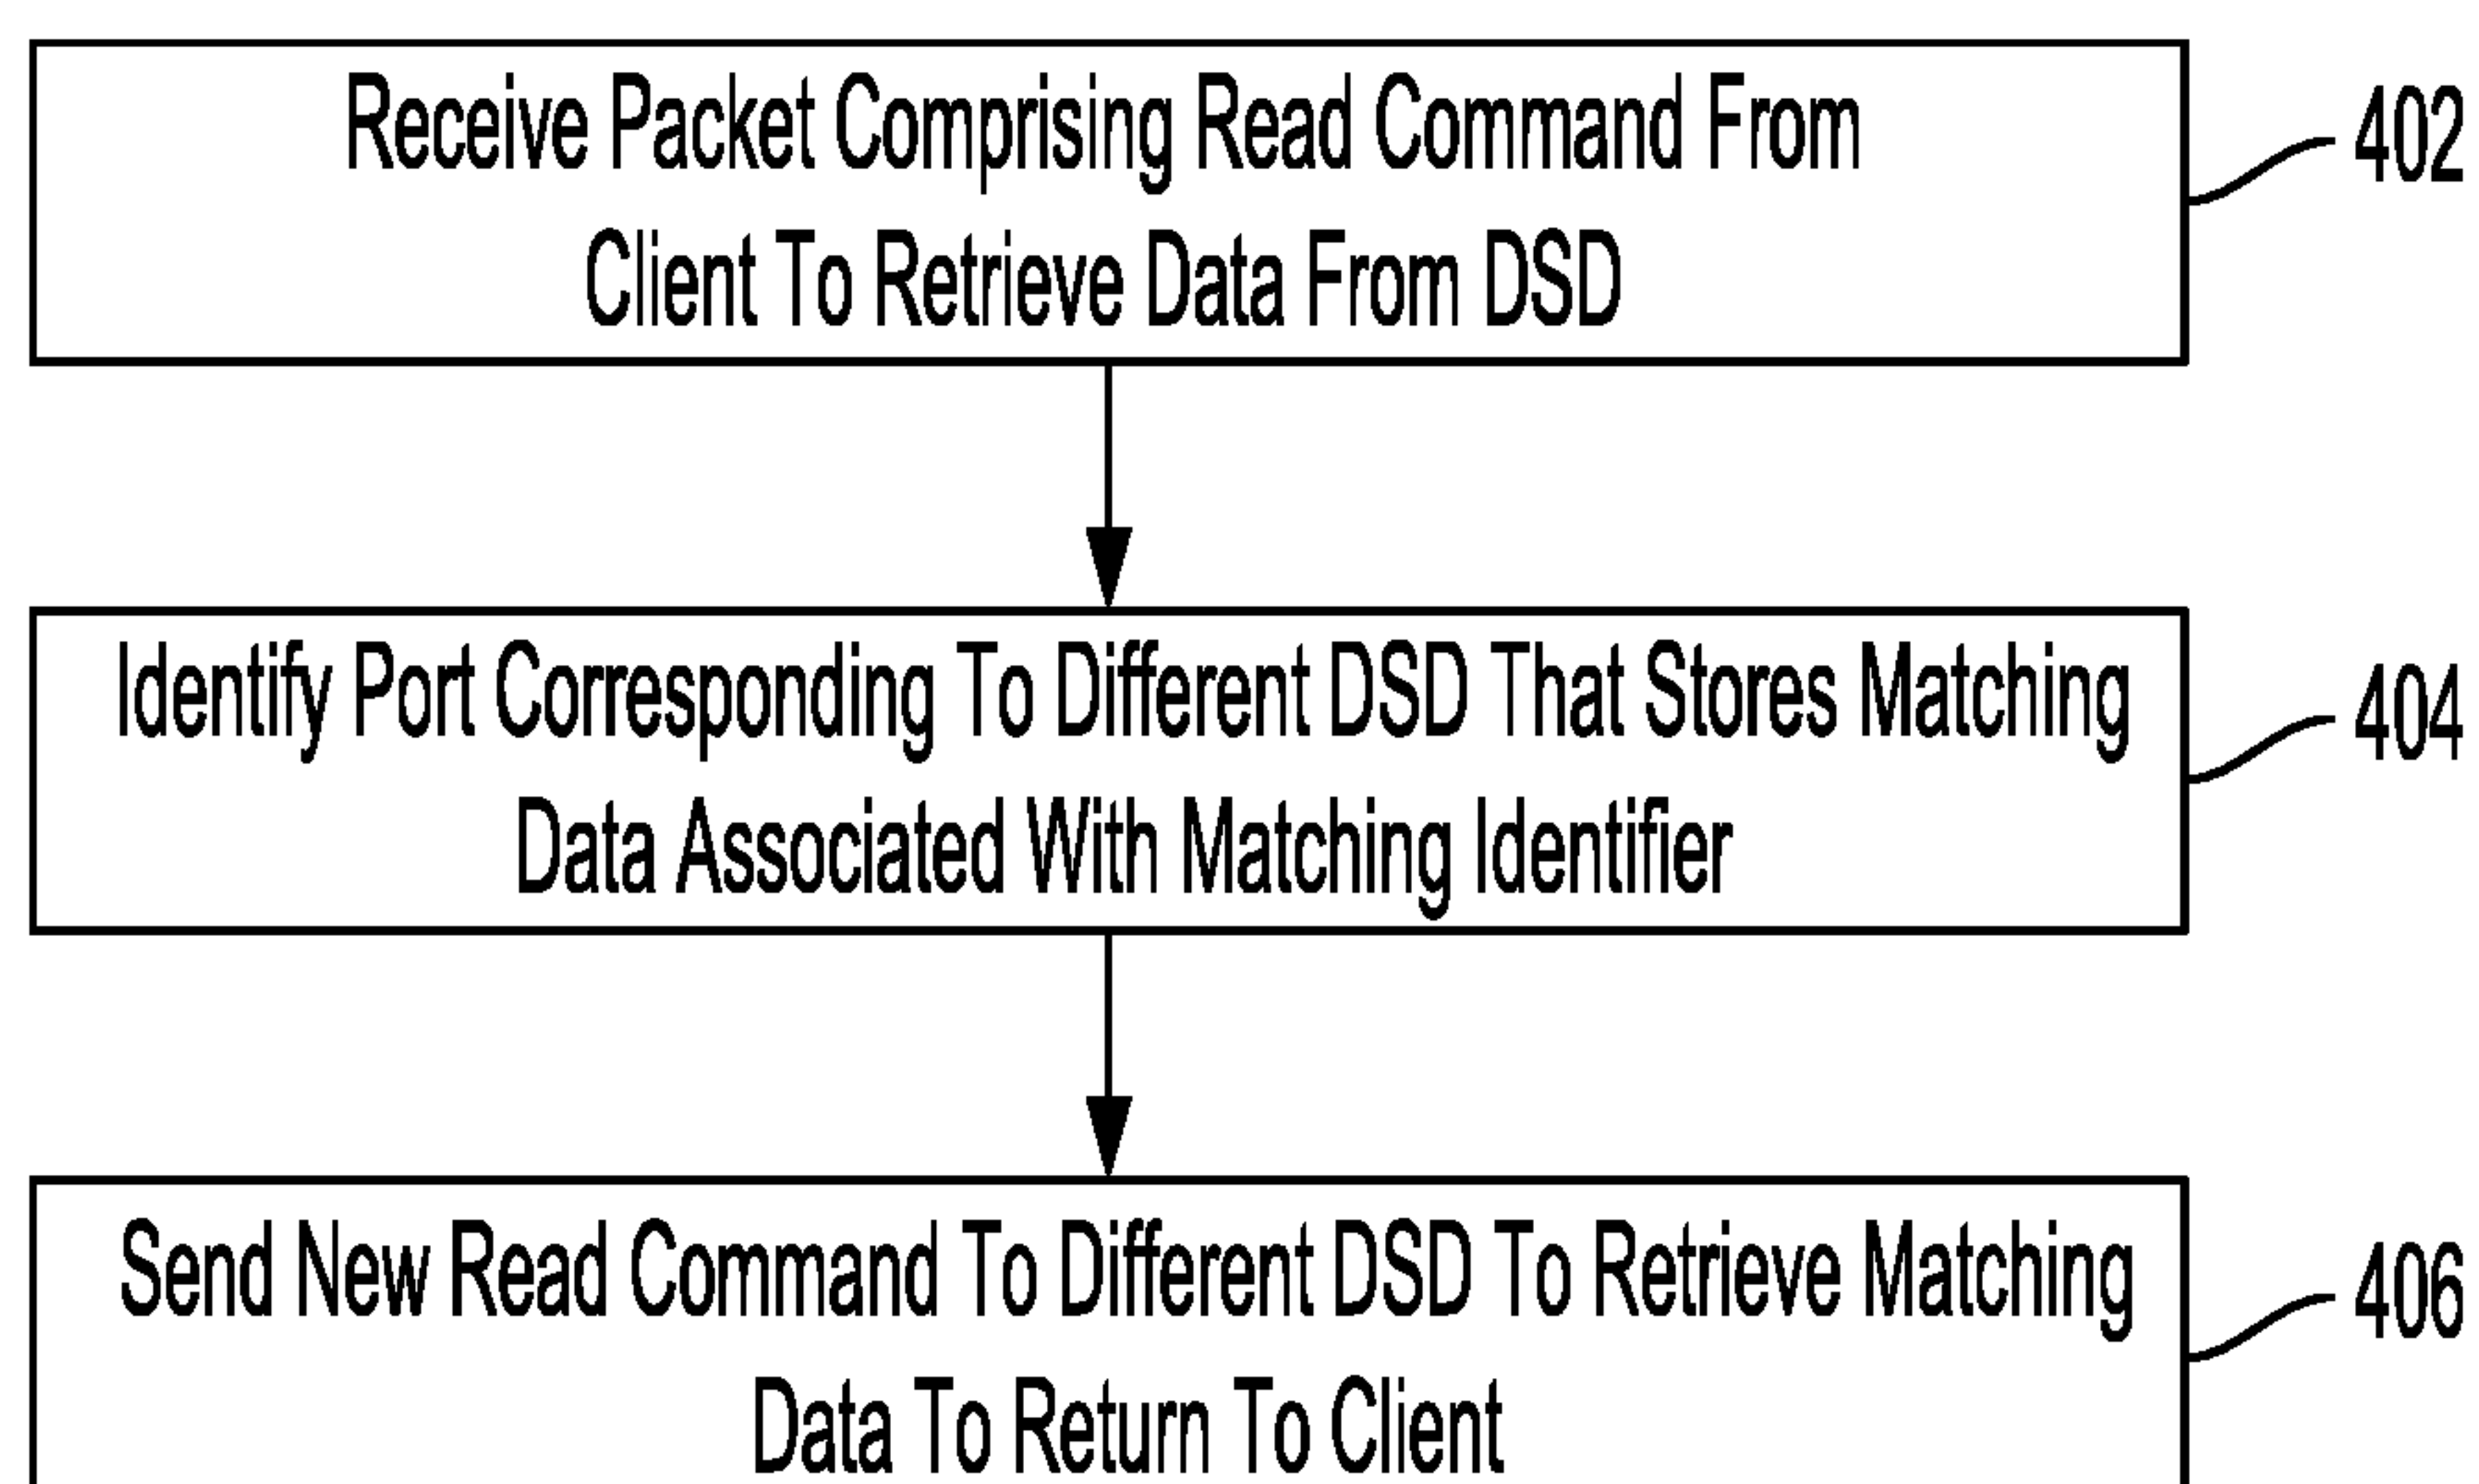 Receive Packet Comprising Read Command From
Client To Retrieve Data From DSD
402
Identify Port Corresponding To Different DSD That Stores Matching
Data Associated With Matching Identifier
404
Send New Read Command To Different DSD To Retrieve Matching
Data To Return To Client
406